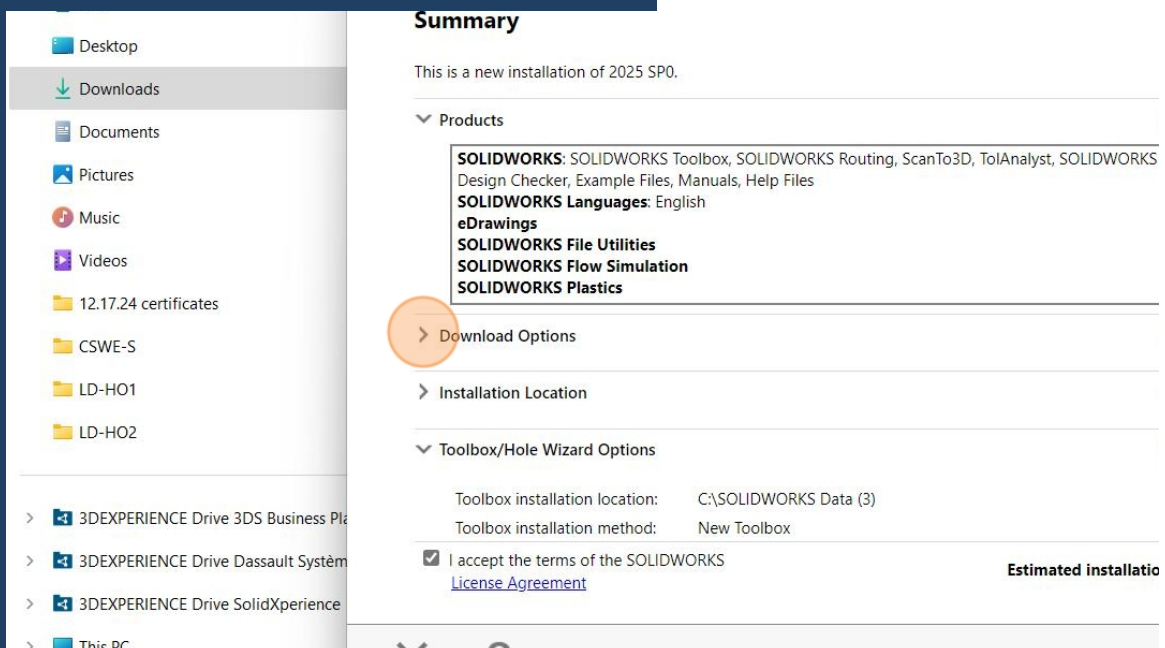 Desktop
Downloads
Documents
Pictures
Music
Videos
12.17.24 certificates
CSWE-S
LD-HO1
LD-HO2
3DEXPERIENCE Drive 3DS Business Pla
3DEXPERIENCE Drive Dassault Systèm
3DEXPERIENCE Drive SolidXperience
This PC
Summary
This is a new installation of 2025 SP0.
Products
SOLIDWORKS: SOLIDWORKS Toolbox, SOLIDWORKS Routing, ScanTo3D, TolAnalyst, SOLIDWORKS
Design Checker, Example Files, Manuals, Help Files
SOLIDWORKS Languages: English
eDrawings
SOLIDWORKS File Utilities
SOLIDWORKS Flow Simulation
SOLIDWORKS Plastics
Download Options
Installation Location
Toolbox/Hole Wizard Options
Toolbox installation location: C:\SOLIDWORKS Data (3)
Toolbox installation method: New Toolbox
I accept the terms of the SOLIDWORKS
License Agreement
Estimated installatio